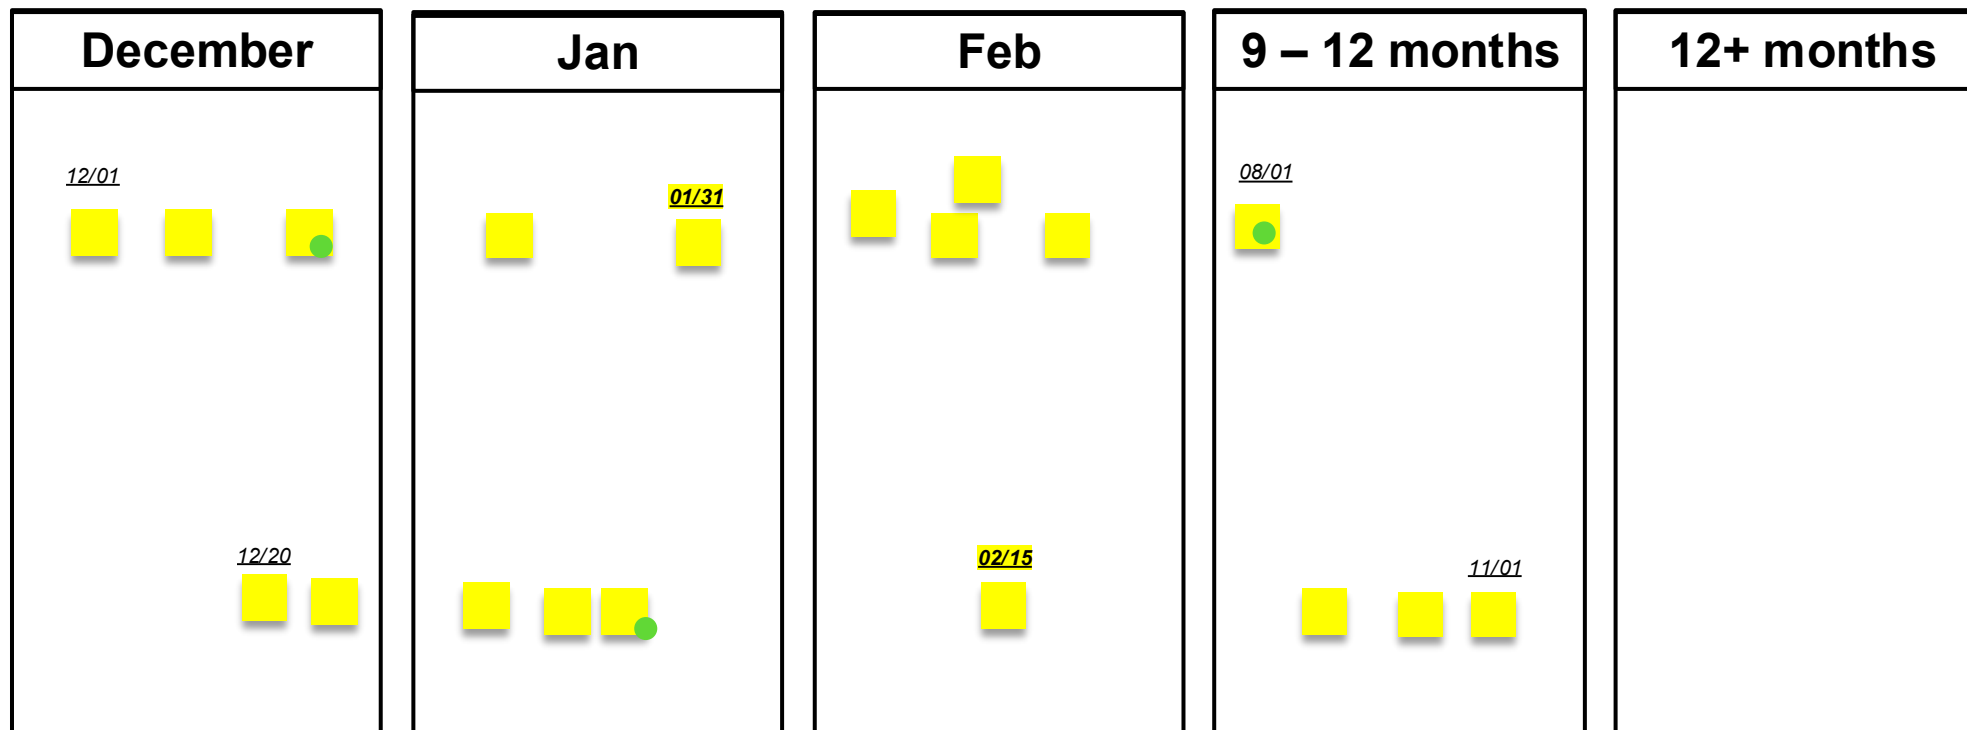 December
Jan
Feb
9 – 12 months
12+ months
12/01
01/31
08/01
12/20
02/15
11/01